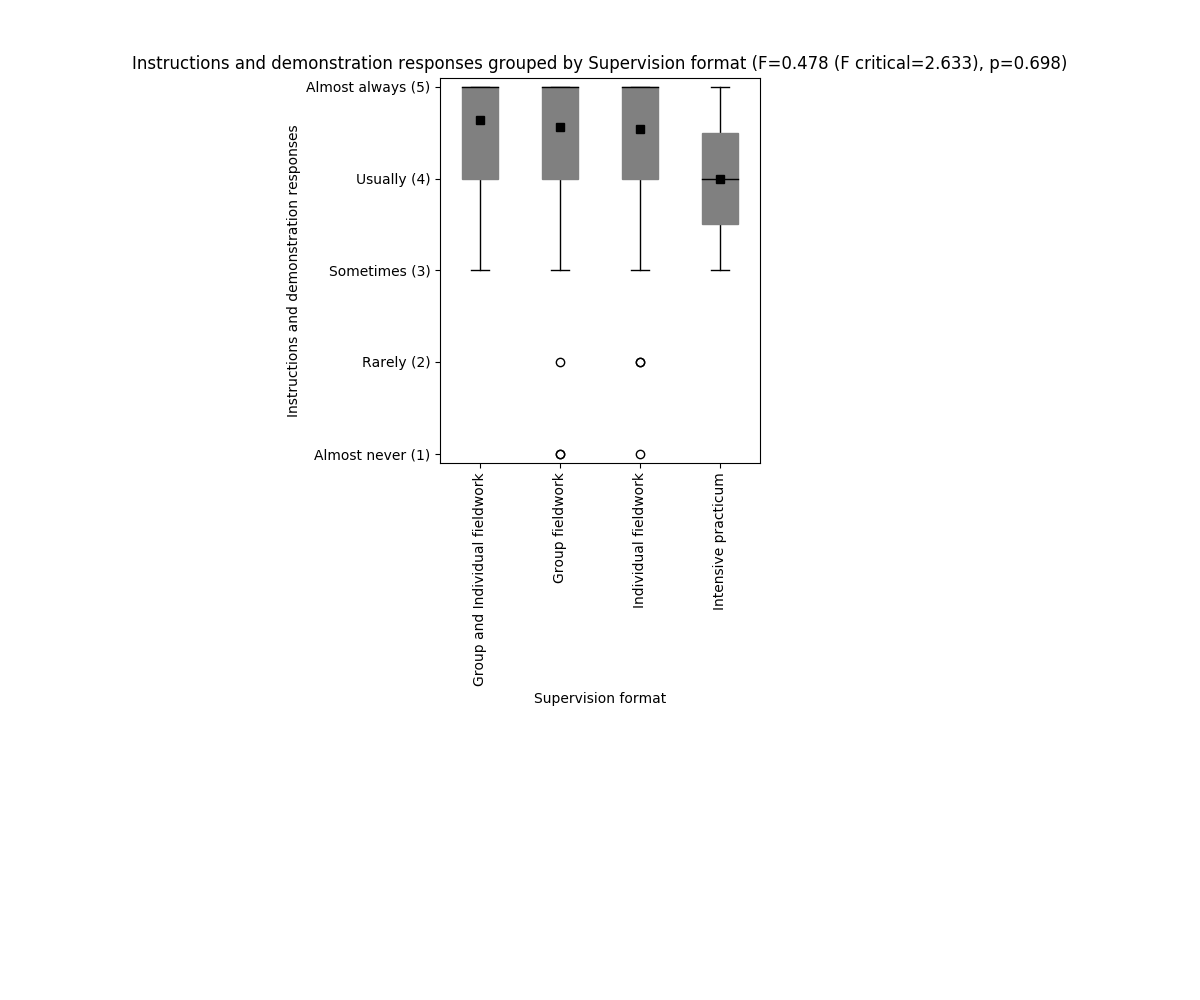 Instructions and demonstration responses grouped by Supervision format (F=0.478 (F critical=2.633), p=0.698)
Instructions and demonstration responses
Almost always (5)
Usually (4)
Sometimes (3)
Rarely (2)
Almost never (1)
Group and Individual fieldwork
Group fieldwork
Individual fieldwork
Intensive practicum
Supervision format